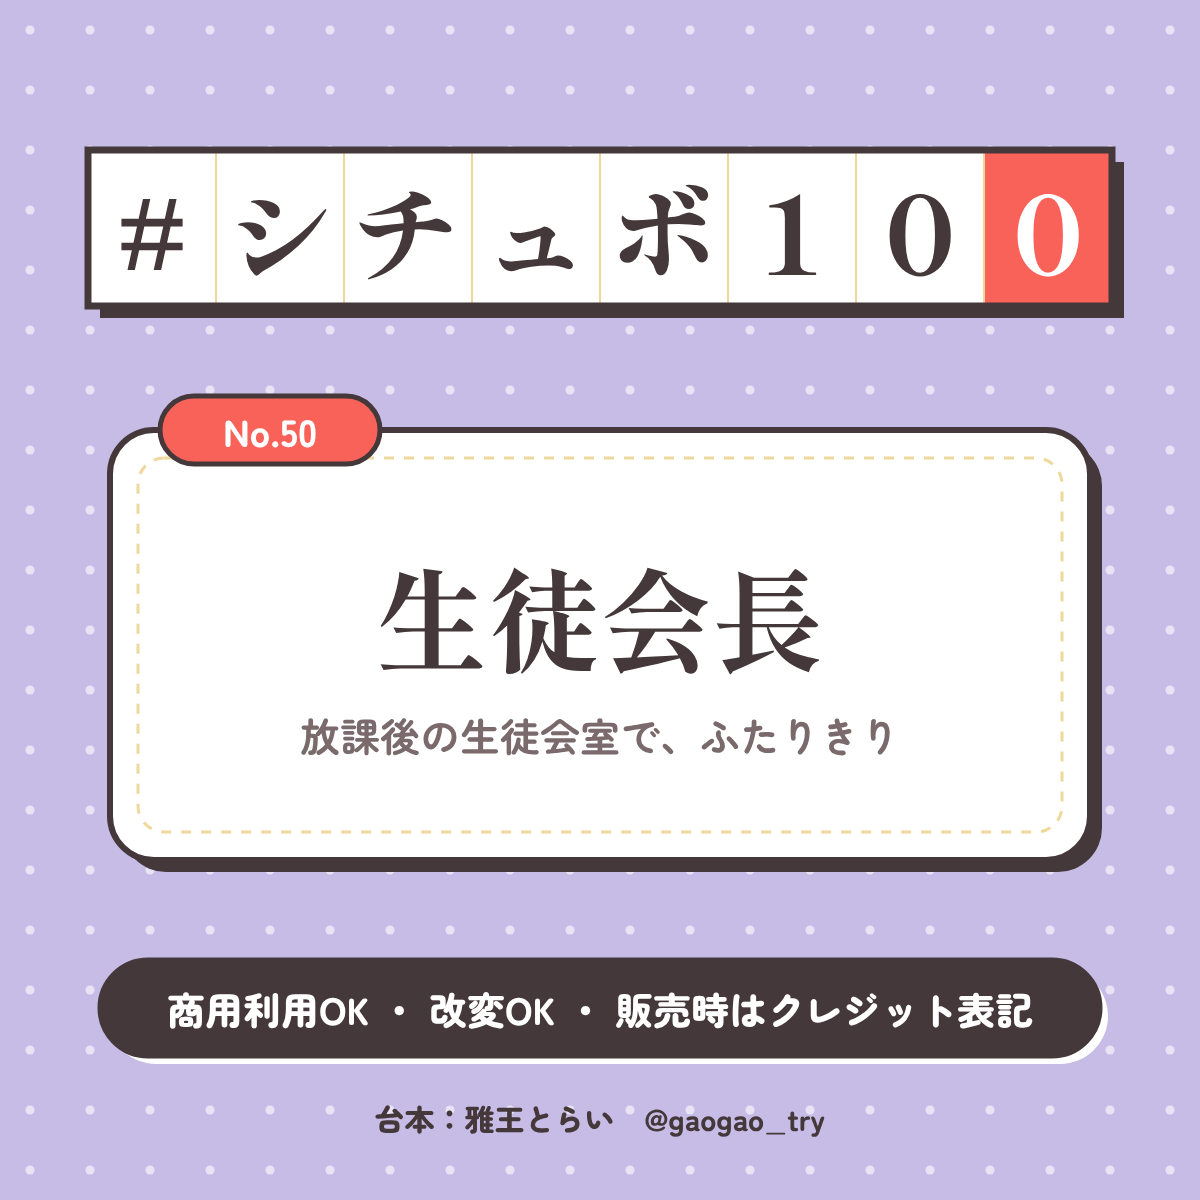 #シチュボ100
No.50
生徒会長
放課後の生徒会室で、ふたりきり
商用利用OK ・ 改変OK ・ 販売時はクレジット表記
台本：雅王とらい　@gaogao_try